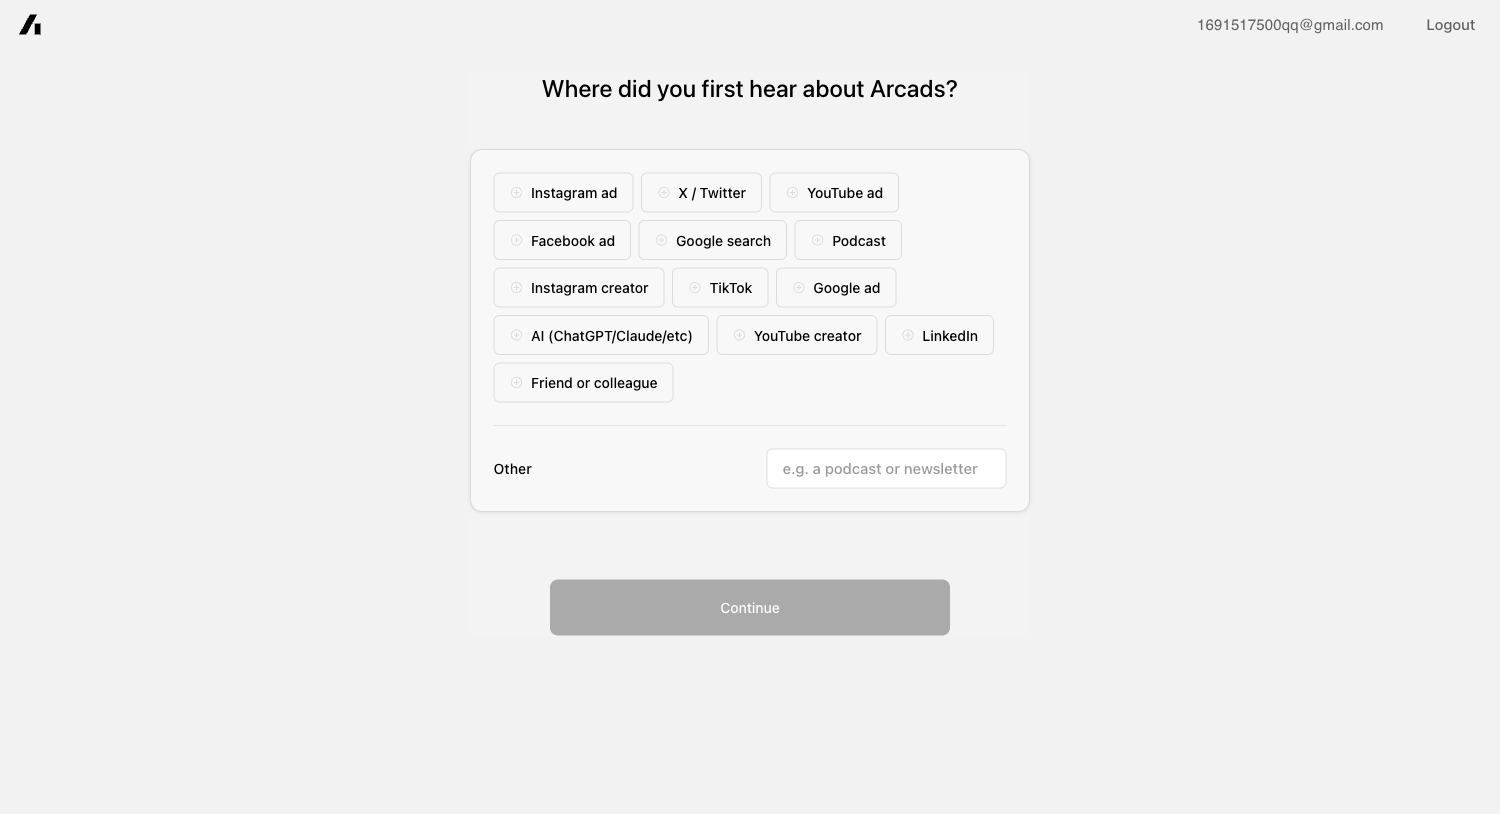 1691517500qq@gmail.com Logout
Where did you first hear about Arcads?
Instagram ad X / Twitter YouTube ad
Facebook ad Google search Podcast
Instagram creator TikTok Google ad
AI (ChatGPT/Claude/etc) YouTube creator LinkedIn
Friend or colleague
Other e.g. a podcast or newsletter
Continue